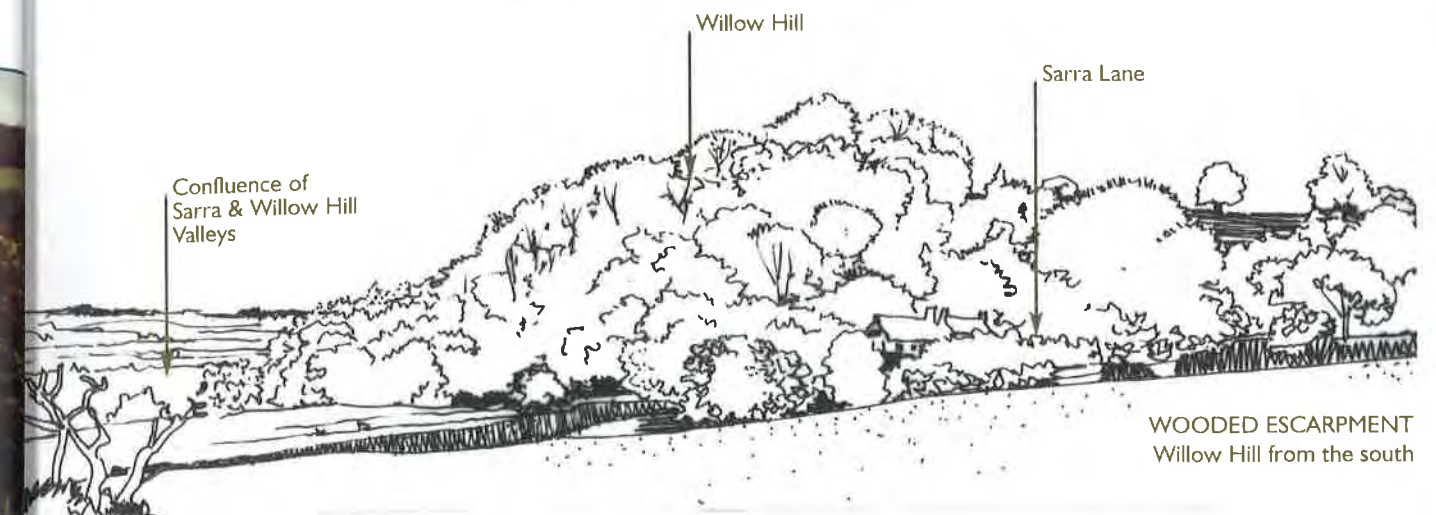 Willow Hill
Sarra Lane
Confluence of
Sarra & Willow Hill
Valleys
WOODED ESCARPMENT
Willow Hill from the south